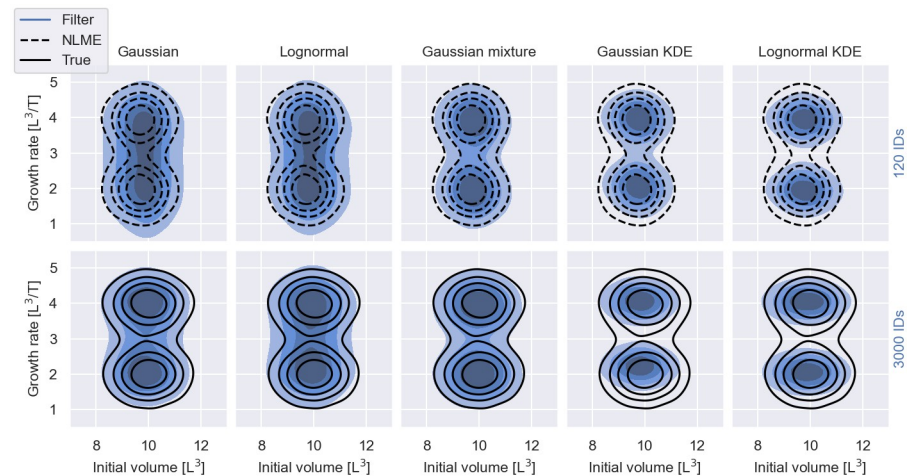 Filter
NLME
True
Gaussian
Lognormal
Gaussian mixture
Gaussian KDE
Lognormal KDE
Growth rate [L³/T]
5
4
3
2
1
120 IDs
Growth rate [L³/T]
5
4
3
2
1
3000 IDs
8 10 12
8 10 12
8 10 12
8 10 12
8 10 12
Initial volume [L³]
Initial volume [L³]
Initial volume [L³]
Initial volume [L³]
Initial volume [L³]